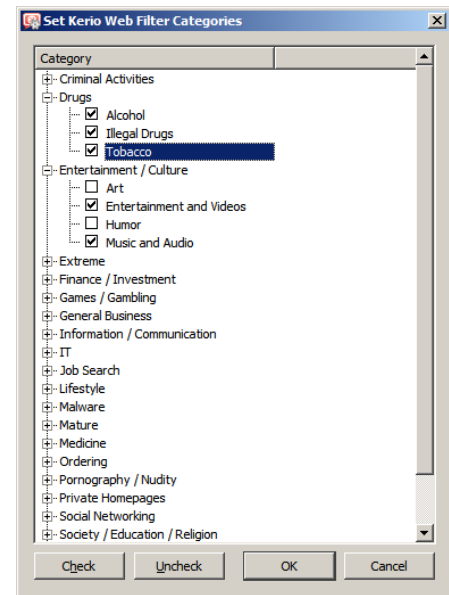 Set Kerio Web Filter Categories
Category
Criminal Activities
Drugs
Alcohol
Illegal Drugs
Tobacco
Entertainment / Culture
Art
Entertainment and Videos
Humor
Music and Audio
Extreme
Finance / Investment
Games / Gambling
General Business
Information / Communication
IT
Job Search
Lifestyle
Malware
Mature
Medicine
Ordering
Pornography / Nudity
Private Homepages
Social Networking
Society / Education / Religion
Check Uncheck OK Cancel